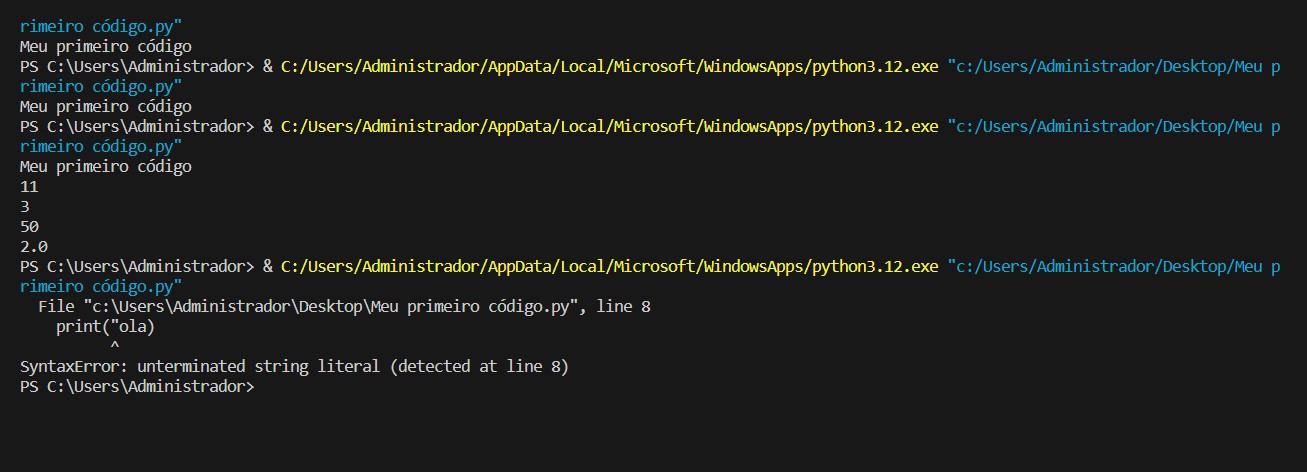 rimeiro código.py"
Meu primeiro código
PS C:\Users\Administrador> & C:/Users/Administrador/AppData/Local/Microsoft/WindowsApps/python3.12.exe "c:/Users/Administrador/Desktop/Meu p
rimeiro código.py"
Meu primeiro código
PS C:\Users\Administrador> & C:/Users/Administrador/AppData/Local/Microsoft/WindowsApps/python3.12.exe "c:/Users/Administrador/Desktop/Meu p
rimeiro código.py"
Meu primeiro código
11
3
50
2.0
PS C:\Users\Administrador> & C:/Users/Administrador/AppData/Local/Microsoft/WindowsApps/python3.12.exe "c:/Users/Administrador/Desktop/Meu p
rimeiro código.py"
  File "c:\Users\Administrador\Desktop\Meu primeiro código.py", line 8
    print("ola)
          ^
SyntaxError: unterminated string literal (detected at line 8)
PS C:\Users\Administrador>